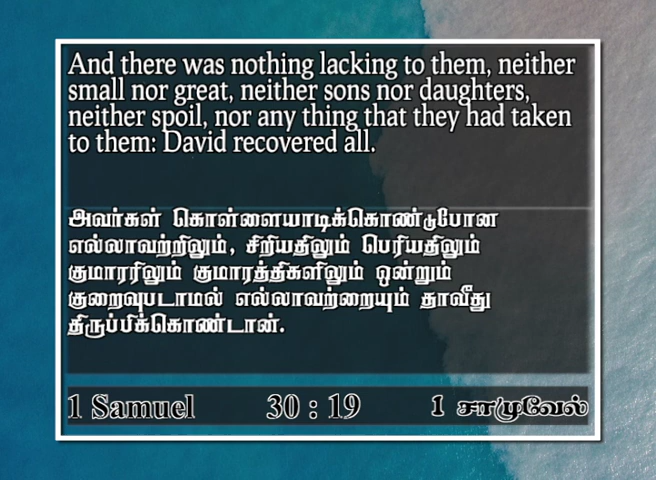 And there was nothing lacking to them, neither
small nor great, neither sons nor daughters,
neither spoil, nor any thing that they had taken
to them: David recovered all.
அவர்கள் கொள்ளையாடிக்கொண்டுபோன
எல்லாவற்றிலும், சிறியதிலும் பெரியதிலும்
குமாரரிலும் குமாரத்திகளிலும் ஒன்றும்
குறைவுபடாமல் எல்லாவற்றையும் தாவீது
திருப்பிக்கொண்டான்.
1 Samuel 30 : 19 1 சாமுவேல்